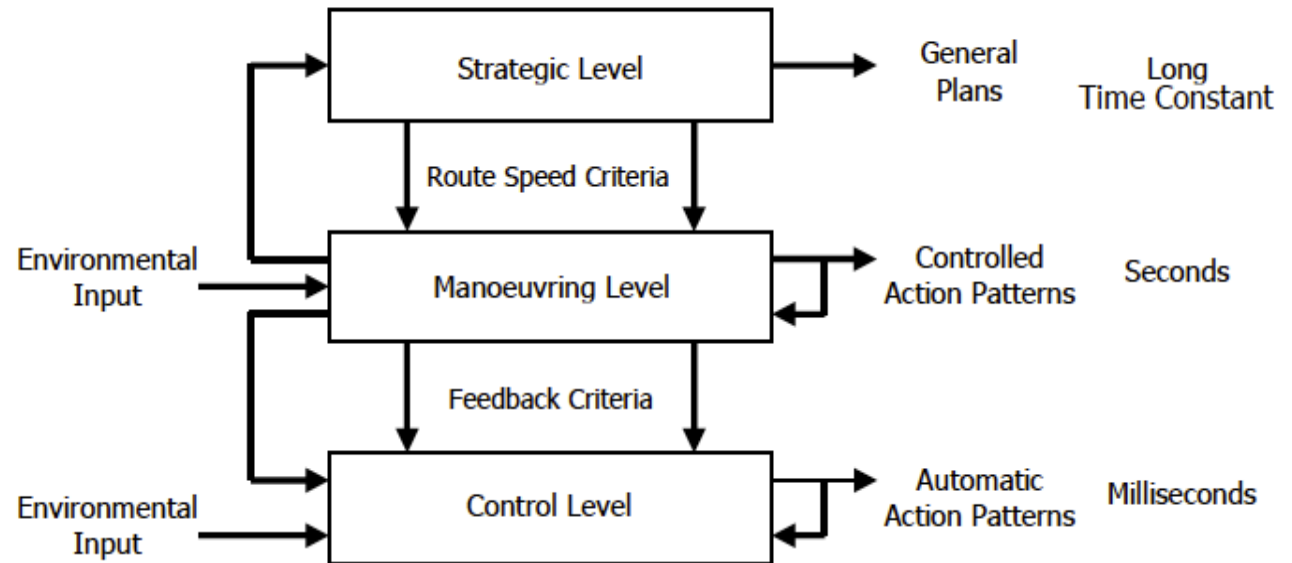 Strategic Level
General
Plans
Long
Time Constant
Route Speed Criteria
Environmental
Input
Manoeuvring Level
Controlled
Action Patterns
Seconds
Feedback Criteria
Environmental
Input
Control Level
Automatic
Action Patterns
Milliseconds